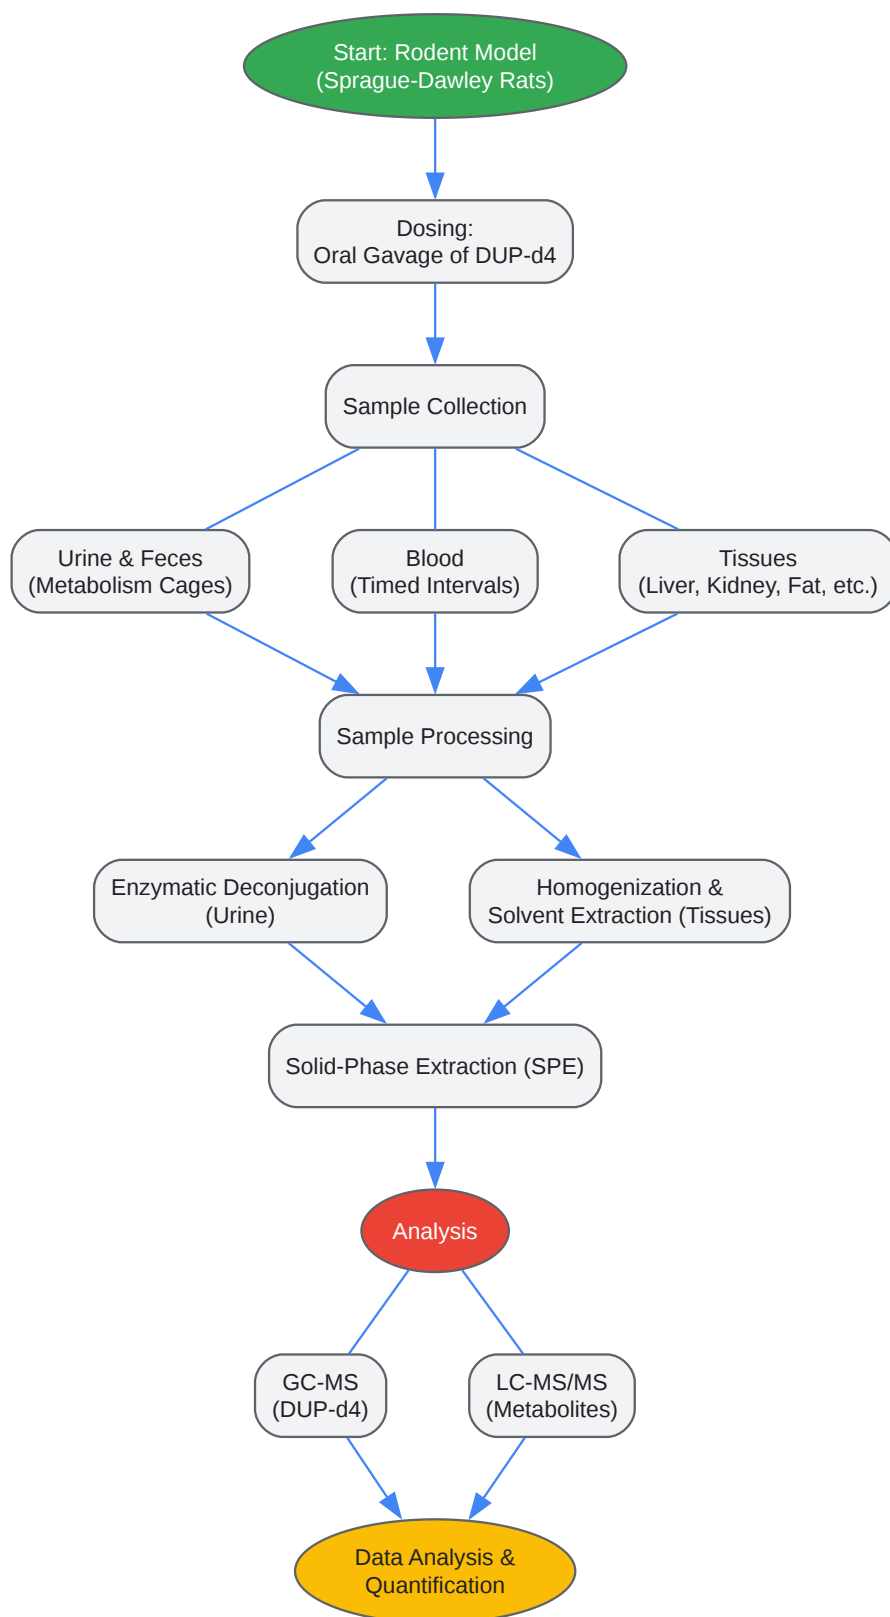 Start: Rodent Model
(Sprague-Dawley Rats)
Dosing:
Oral Gavage of DUP-d4
Sample Collection
Urine & Feces
(Metabolism Cages)
Blood
(Timed Intervals)
Tissues
(Liver, Kidney, Fat, etc.)
Sample Processing
Enzymatic Deconjugation
(Urine)
Homogenization &
Solvent Extraction (Tissues)
Solid-Phase Extraction (SPE)
Analysis
GC-MS
(DUP-d4)
LC-MS/MS
(Metabolites)
Data Analysis &
Quantification